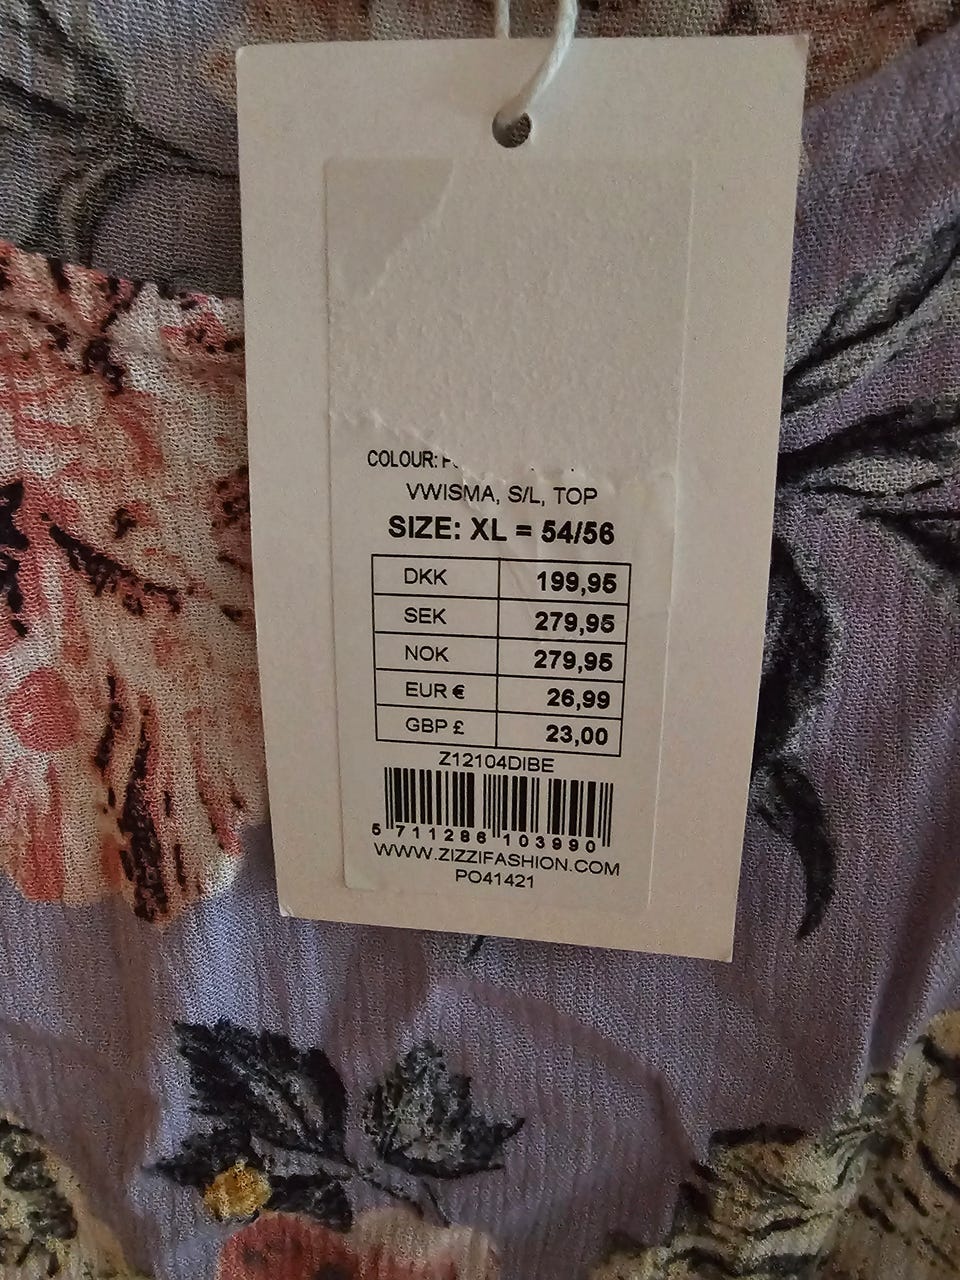 COLOUR:
VWISMA, S/L, TOP
SIZE: XL = 54/56
DKK 199,95
SEK 279,95
NOK 279,95
EUR € 26,99
GBP £ 23,00
Z12104DIBE
5 711286 103990
WWW.ZIZZIFASHION.COM
PO41421